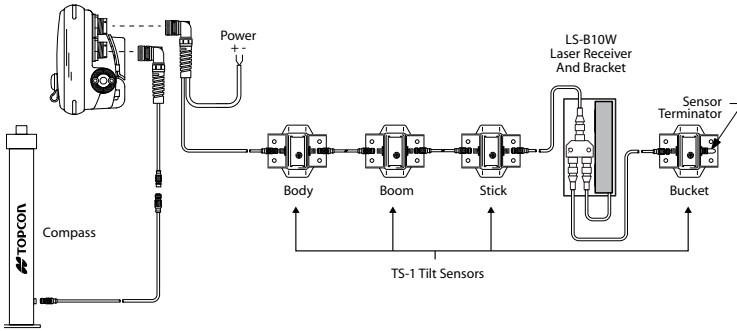 Power
+ -
LS-B10W
Laser Receiver
And Bracket
Sensor
Terminator
Body
Boom
Stick
Bucket
TOPCON
Compass
TS-1 Tilt Sensors